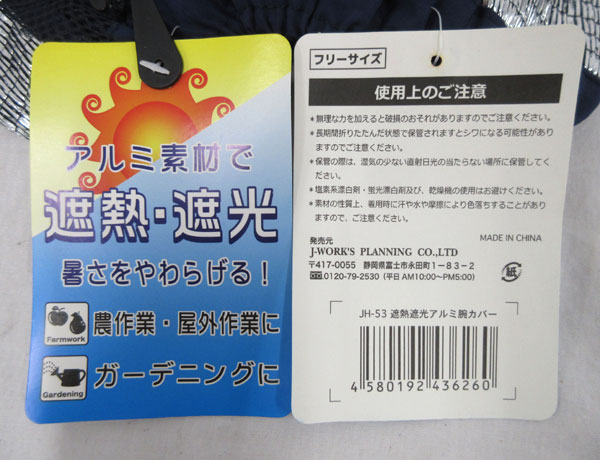 アルミ素材で
遮熱・遮光
暑さをやわらげる！
Farmwork
農作業・屋外作業に
Gardening
ガーデニングに
フリーサイズ
使用上のご注意
＊無理な力を加えると破損のおそれがありますのでご注意ください。
＊長期間折りたたんだ状態で保管されますとシワになる可能性があり
ますのでご注意ください。
＊保管の際は、湿気の少ない直射日光の当たらない場所に保管してく
ださい。
＊塩素系漂白剤・蛍光漂白剤及び、乾燥機の使用はお避けください。
＊素材の性質上、着用時に汗や水や摩擦により色落ちすることがあり
ますので、ご注意ください。
MADE IN CHINA
発売元
J-WORK'S PLANNING CO.,LTD
〒417-0055 静岡県富士市永田町1－83－2
0120-79-2530 (平日 AM10:00〜PM5:00)
紙
JH-53 遮熱遮光アルミ腕カバー
4 580192 436260